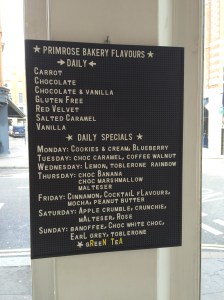 ★ PRIMROSE BAKERY FLAVOURS ★
→ DAILY ←
CARROT
CHOCOLATE
CHOCOLATE & VANILLA
GLUTEN FREE
RED VELVET
SALTED CARAMEL
VANILLA
★ DAILY SPECIALS ★
MONDAY: COOKIES & CREAM, BLUEBERRY
TUESDAY: CHOC CARAMEL, COFFEE WALNUT
WEDNESDAY: LEMON, TOBLERONE RAINBOW
THURSDAY: CHOC BANANA
CHOC MARSHMALLOW
MALTESER
FRIDAY: CINNAMON, COCKTAIL FLAVOURS,
MOCHA, PEANUT BUTTER
SATURDAY: APPLE CRUMBLE, CRUNCHIE,
MALTESER, ROSE
SUNDAY: BANOFFEE, CHOC WHITE CHOC,
EARL GREY, TOBLERONE
★ GREEN TEA